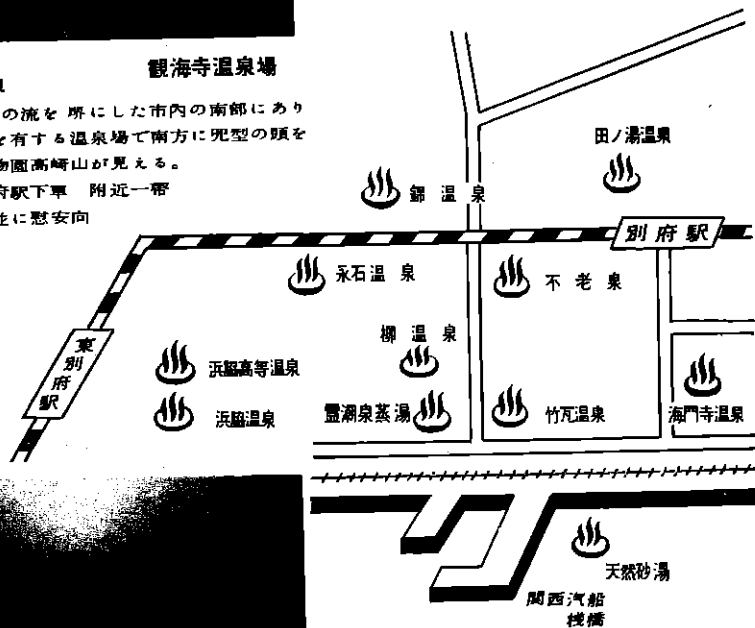 観海寺温泉場
の流を 堺にした市内の南部にあり
を有する温泉場で南方に兜型の頭を
物園高崎山が見える。
府駅下車 附近一帯
並に慰安向
田ノ湯温泉
錦温泉
別府駅
永石温泉
不老泉
柳温泉
東別府駅
浜脇高等温泉
浜脇温泉
霊潮泉蒸湯
竹瓦温泉
海門寺温泉
天然砂湯
関西汽船
桟橋